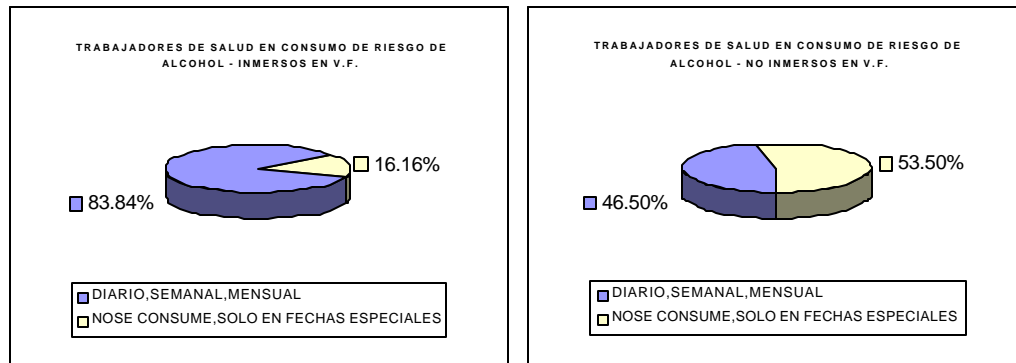 TRABAJADORES DE SALUD EN CONSUMO DE RIESGO DE
ALCOHOL - INMERSOS EN V.F.
16.16%
83.84%
DIARIO,SEMANAL,MENSUAL
NOSE CONSUME,SOLO EN FECHAS ESPECIALES
TRABAJADORES DE SALUD EN CONSUMO DE RIESGO DE
ALCOHOL - NO INMERSOS EN V.F.
53.50%
46.50%
DIARIO,SEMANAL,MENSUAL
NOSE CONSUME,SOLO EN FECHAS ESPECIALES